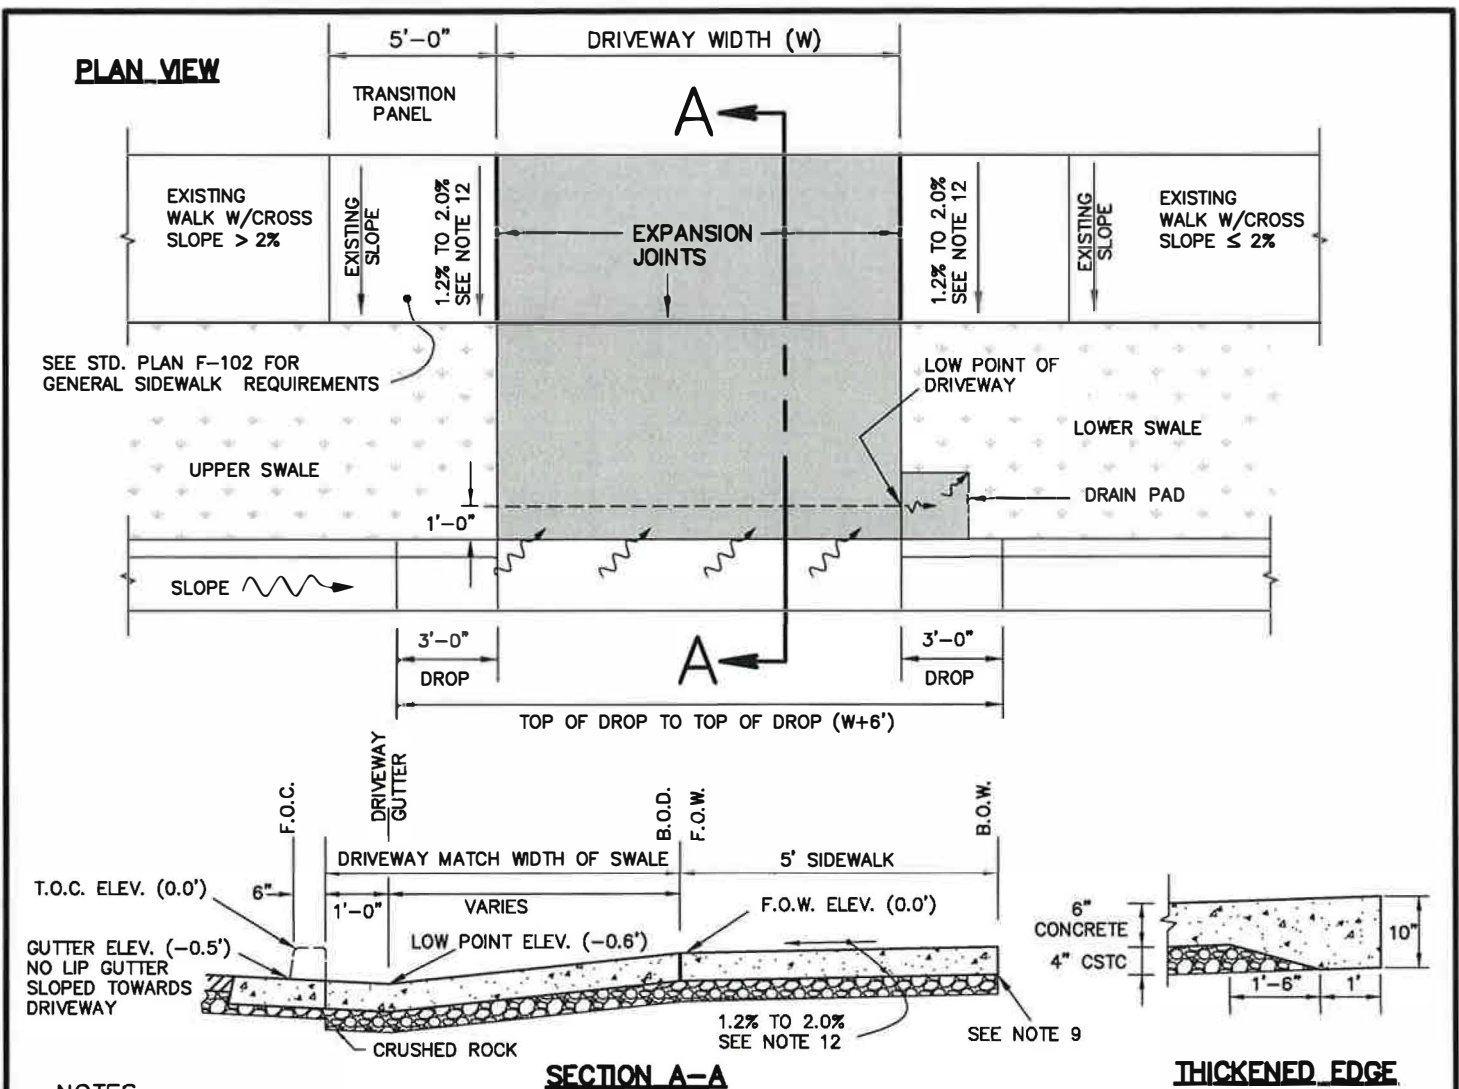 PLAN VIEW
5'-0"
DRIVEWAY WIDTH (W)
TRANSITION
PANEL
A
EXISTING
WALK W/CROSS
SLOPE > 2%
EXISTING
SLOPE
1.2% TO 2.0%
SEE NOTE 12
EXPANSION
JOINTS
1.2% TO 2.0%
SEE NOTE 12
EXISTING
SLOPE
EXISTING
WALK W/CROSS
SLOPE ≤ 2%
SEE STD. PLAN F-102 FOR
GENERAL SIDEWALK REQUIREMENTS
LOW POINT OF
DRIVEWAY
UPPER SWALE
LOWER SWALE
DRAIN PAD
1'-0"
SLOPE
3'-0"
DROP
A
3'-0"
DROP
TOP OF DROP TO TOP OF DROP (W+6')
F.O.C.
DRIVEWAY
GUTTER
B.O.D.
F.O.W.
B.O.W.
DRIVEWAY MATCH WIDTH OF SWALE
5' SIDEWALK
T.O.C. ELEV. (0.0')
6"
1'-0"
VARIES
F.O.W. ELEV. (0.0')
GUTTER ELEV. (-0.5')
NO LIP GUTTER
SLOPED TOWARDS
DRIVEWAY
LOW POINT ELEV. (-0.6')
CRUSHED ROCK
1.2% TO 2.0%
SEE NOTE 12
SEE NOTE 9
SECTION A-A
6"
CONCRETE
4" CSTC
10"
1'-6"
1'
THICKENED EDGE
NOTES